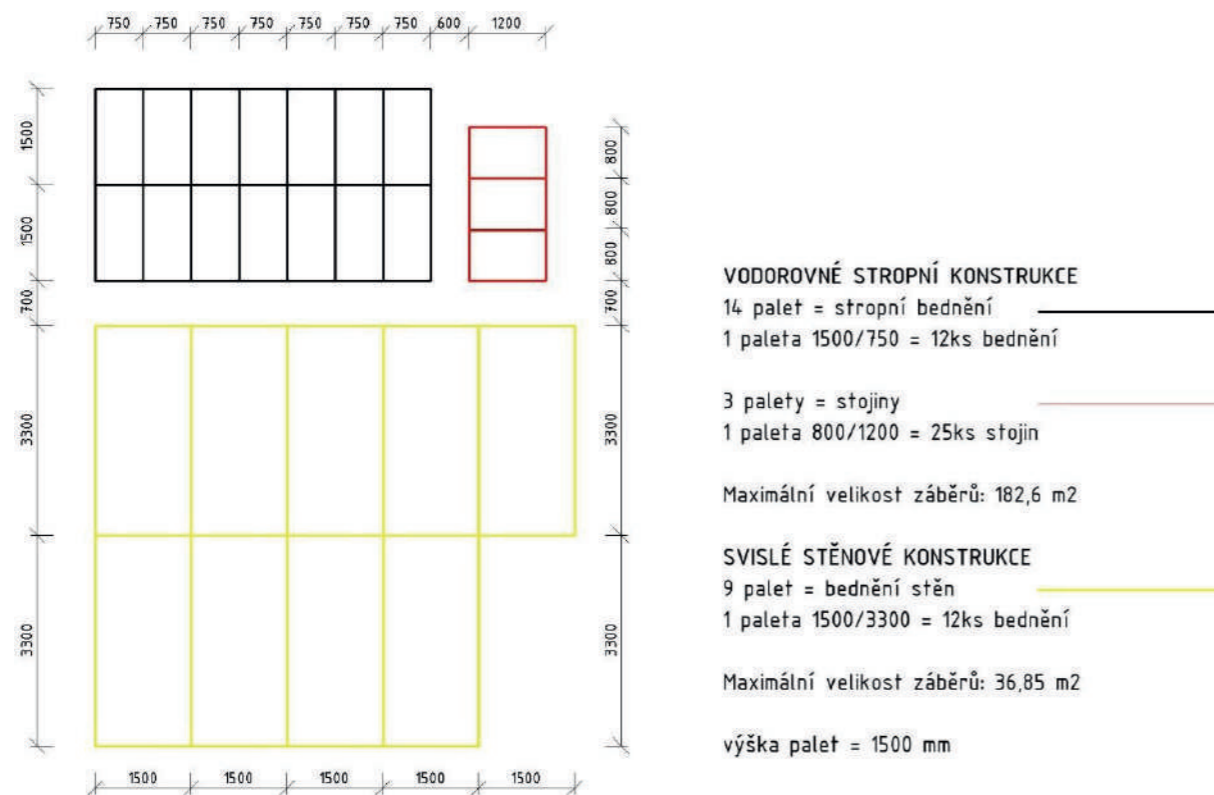 750 750 750 750 750 750 750 600 1200
1500
1500
700
3300
3300
800
800
800
700
3300
3300
1500 1500 1500 1500 1500
VODOROVNÉ STROPNÍ KONSTRUKCE
14 palet = stropní bednění
1 paleta 1500/750 = 12ks bednění
3 palety = stojiny
1 paleta 800/1200 = 25ks stojin
Maximální velikost záběrů: 182,6 m2
SVISLÉ STĚNOVÉ KONSTRUKCE
9 palet = bednění stěn
1 paleta 1500/3300 = 12ks bednění
Maximální velikost záběrů: 36,85 m2
výška palet = 1500 mm